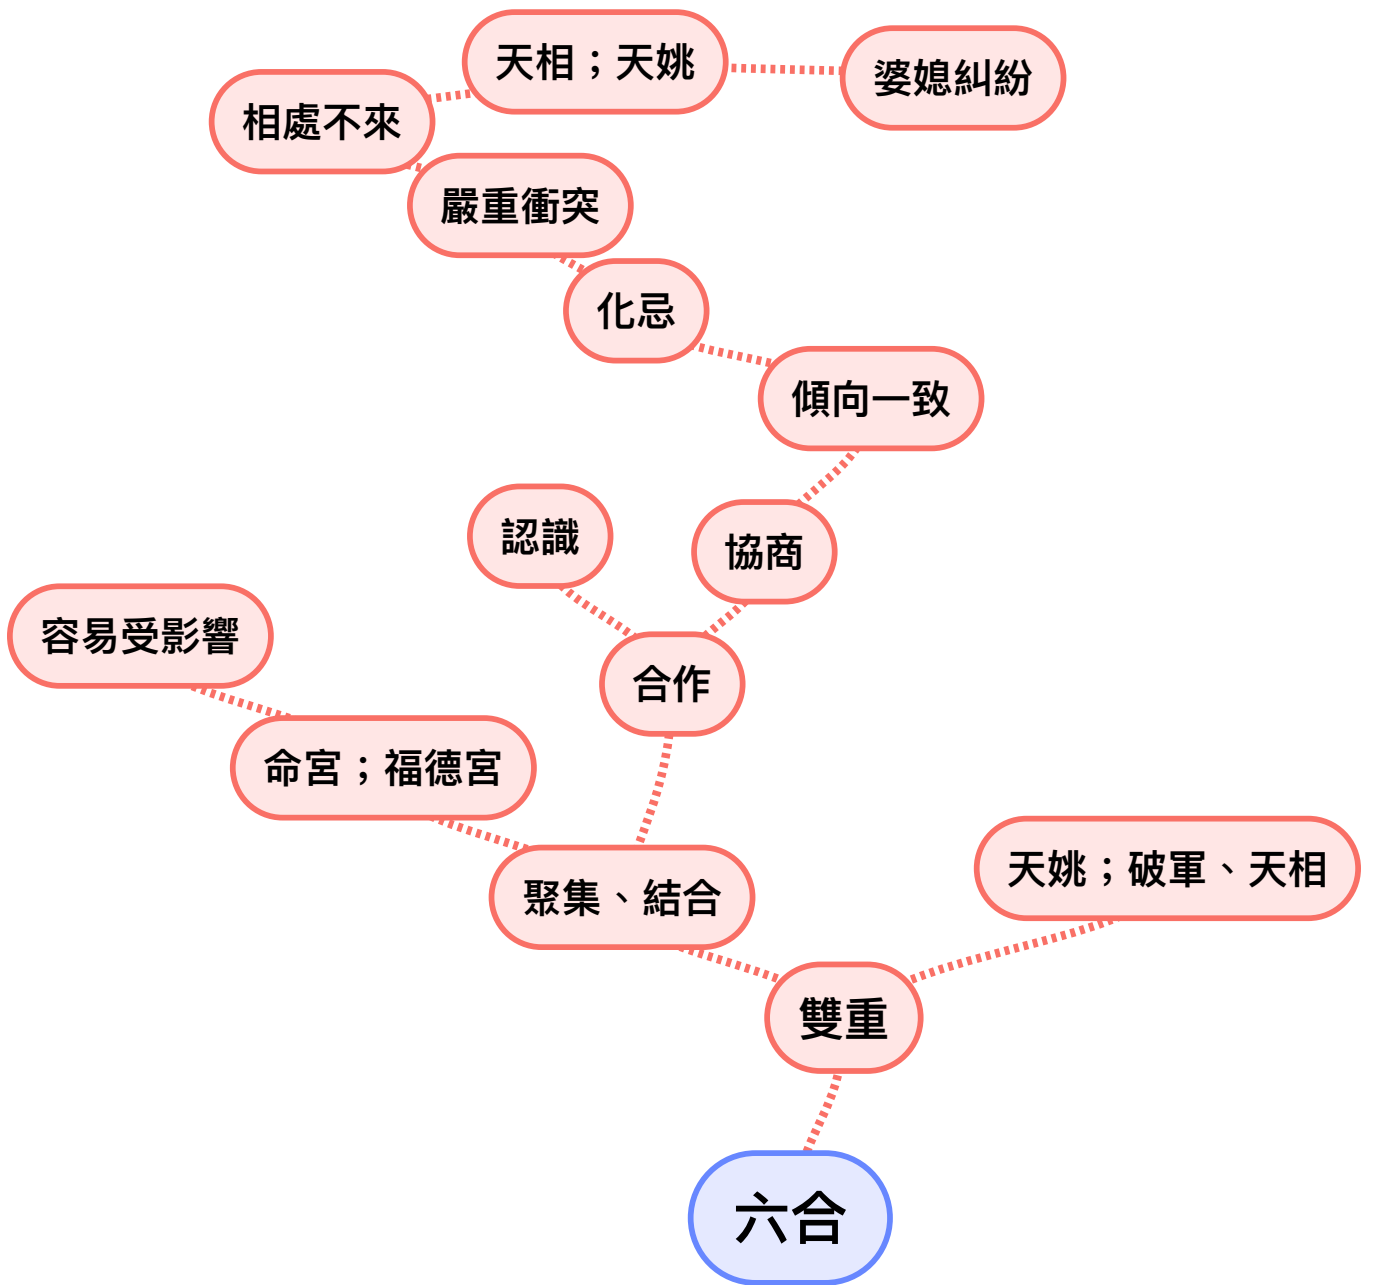 天相；天姚
婆媳糾紛
相處不來
嚴重衝突
化忌
傾向一致
認識
協商
容易受影響
合作
命宮；福德宮
天姚；破軍、天相
聚集、結合
雙重
六合